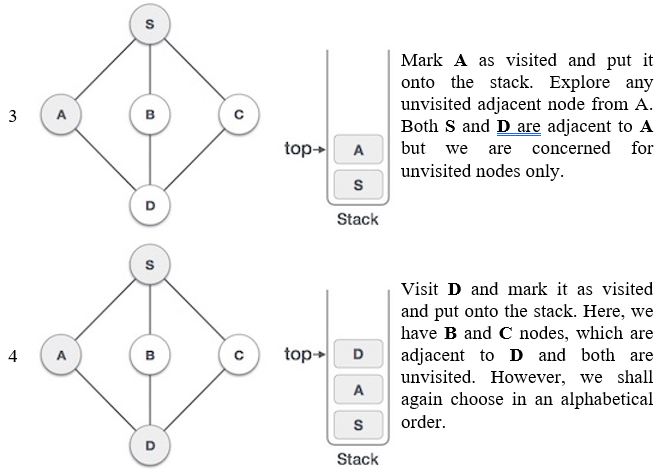 S
3
A
B
C
D
top
A
S
Stack
Mark A as visited and put it
onto the stack. Explore any
unvisited adjacent node from A.
Both S and D are adjacent to A
but we are concerned for
unvisited nodes only.
S
4
A
B
C
D
top
D
A
S
Stack
Visit D and mark it as visited
and put onto the stack. Here, we
have B and C nodes, which are
adjacent to D and both are
unvisited. However, we shall
again choose in an alphabetical
order.